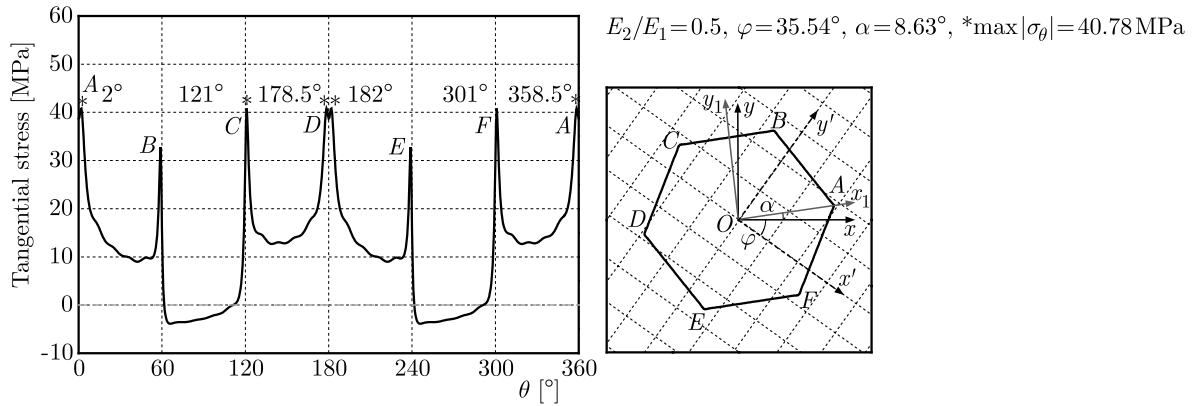 E₂/E₁=0.5, φ=35.54°, α=8.63°, *max|σ_θ|=40.78 MPa
Tangential stress [MPa]
60
50
40
30
20
10
0
-10
A 2° 121° * 178.5° ** 182° 301° 358.5° *
*
B C D E F A
0 60 120 180 240 300 360
θ [°]
y₁ y B y′
C
A x₁
D O α x
φ
x′
E F